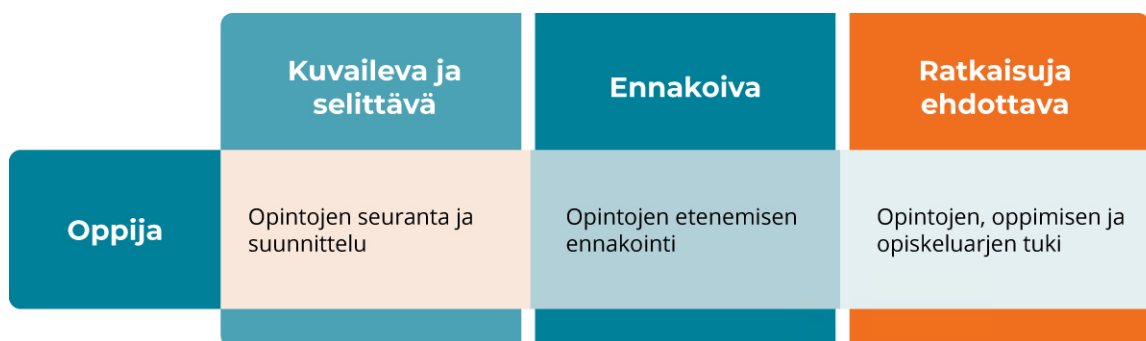 Kuvaileva ja
selittävä
Ennakoiva
Ratkaisuja
ehdottava
Oppija
Opintojen seuranta ja
suunnittelu
Opintojen etenemisen
ennakointi
Opintojen, oppimisen ja
opiskeluarjen tuki